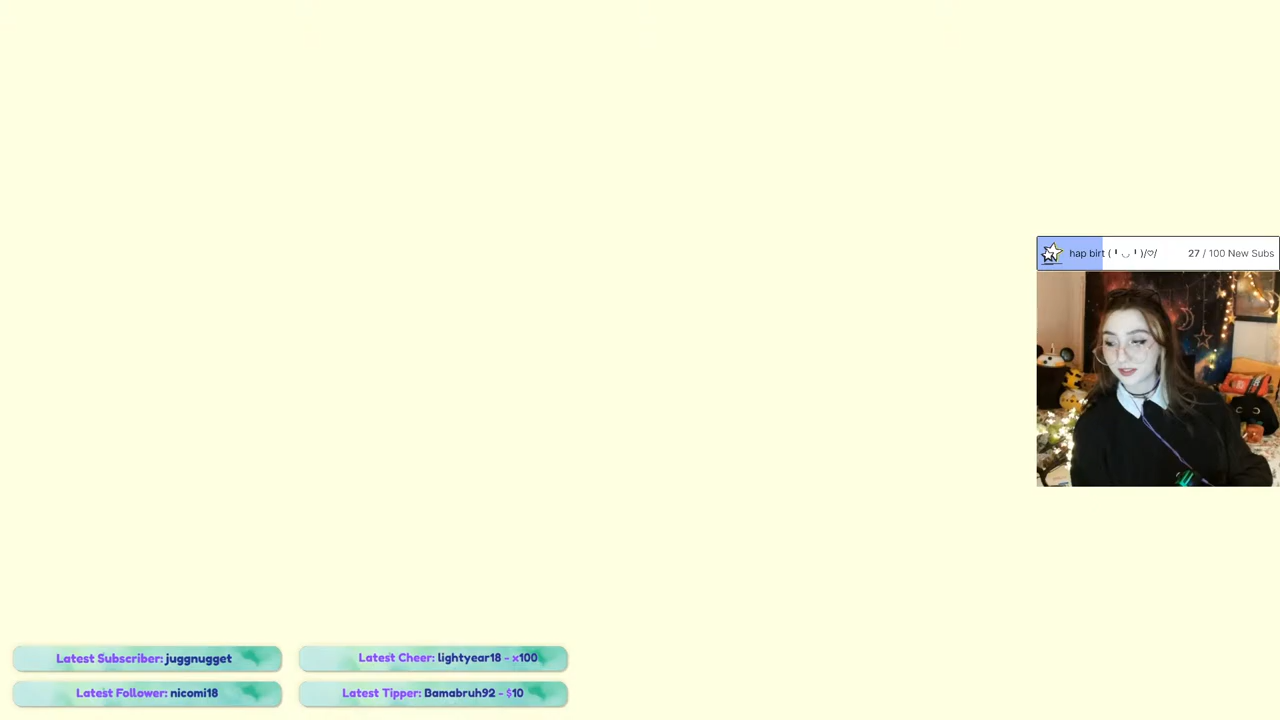 hap birt ( ╹ ◡ ╹ )/♡/ 27 / 100 New Subs
Latest Subscriber: juggnugget
Latest Cheer: lightyear18 - x100
Latest Follower: nicomi18
Latest Tipper: Bamabruh92 - $10